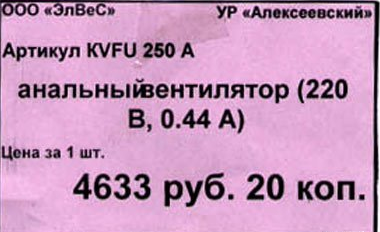 ООО «ЭлВеС» УР «Алексеевский»
Артикул KVFU 250 A
анальныйвентилятор (220
В, 0.44 А)
Цена за 1 шт.
4633 руб. 20 коп.